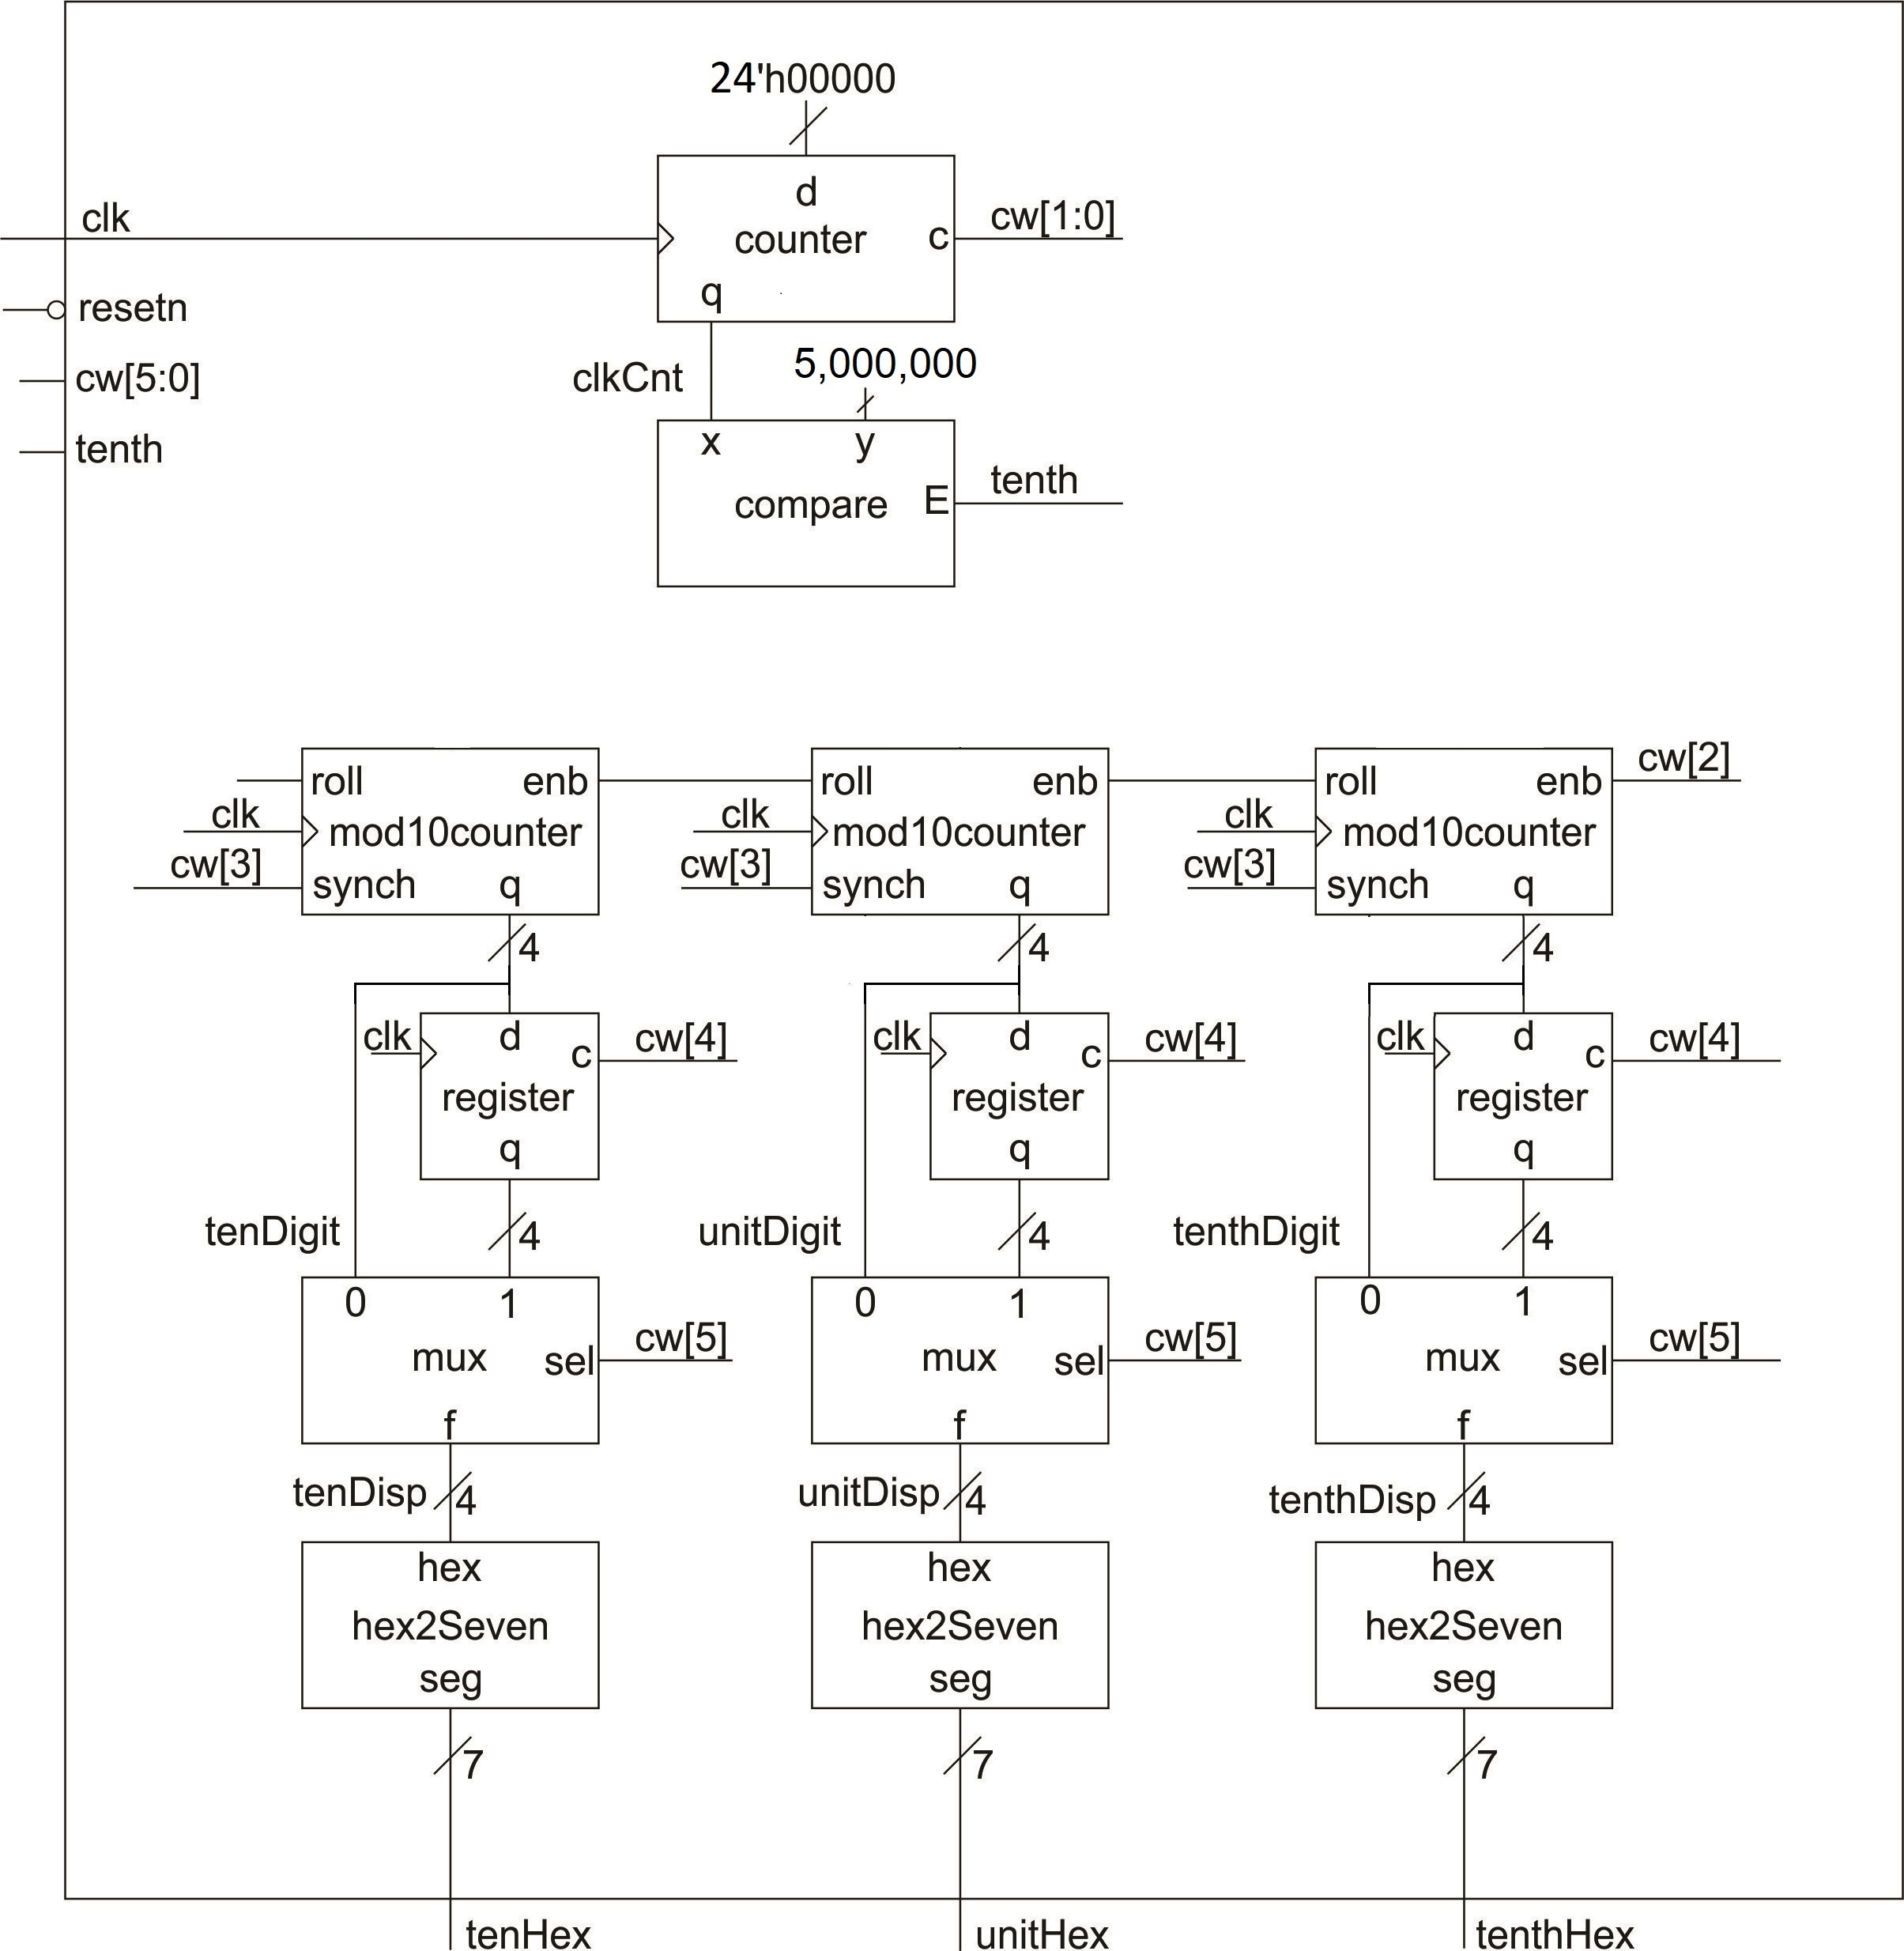 24'h00000
d
clk
counter
c
cw[1:0]
q
resetn
cw[5:0]
tenth
clkCnt
5,000,000
x
y
compare
E
tenth
roll
enb
clk
mod10counter
cw[3]
synch
q
4
roll
enb
clk
mod10counter
cw[3]
synch
q
4
roll
enb
cw[2]
clk
mod10counter
cw[3]
synch
q
4
clk
d
c
cw[4]
register
q
clk
d
c
cw[4]
register
q
clk
d
c
cw[4]
register
q
tenDigit
4
unitDigit
4
tenthDigit
4
0
1
mux
sel
cw[5]
f
0
1
mux
sel
cw[5]
f
0
1
mux
sel
cw[5]
f
tenDisp
4
unitDisp
4
tenthDisp
4
hex
hex2Seven
seg
hex
hex2Seven
seg
hex
hex2Seven
seg
7
7
7
tenHex
unitHex
tenthHex